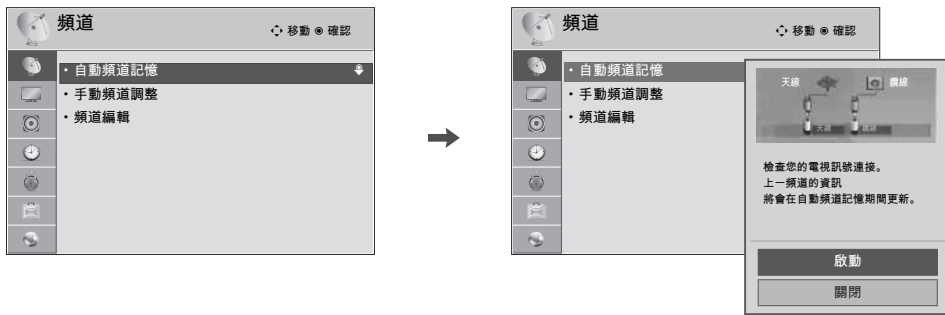 頻道
移動 ◉ 確認
・自動頻道記憶
・手動頻道調整
・頻道編輯
頻道
移動 ◉ 確認
・自動頻道記憶
・手動頻道調整
・頻道編輯
天線 纜線
天線 纜線
檢查您的電視訊號連接。
上一頻道的資訊
將會在自動頻道記憶期間更新。
啟動
關閉